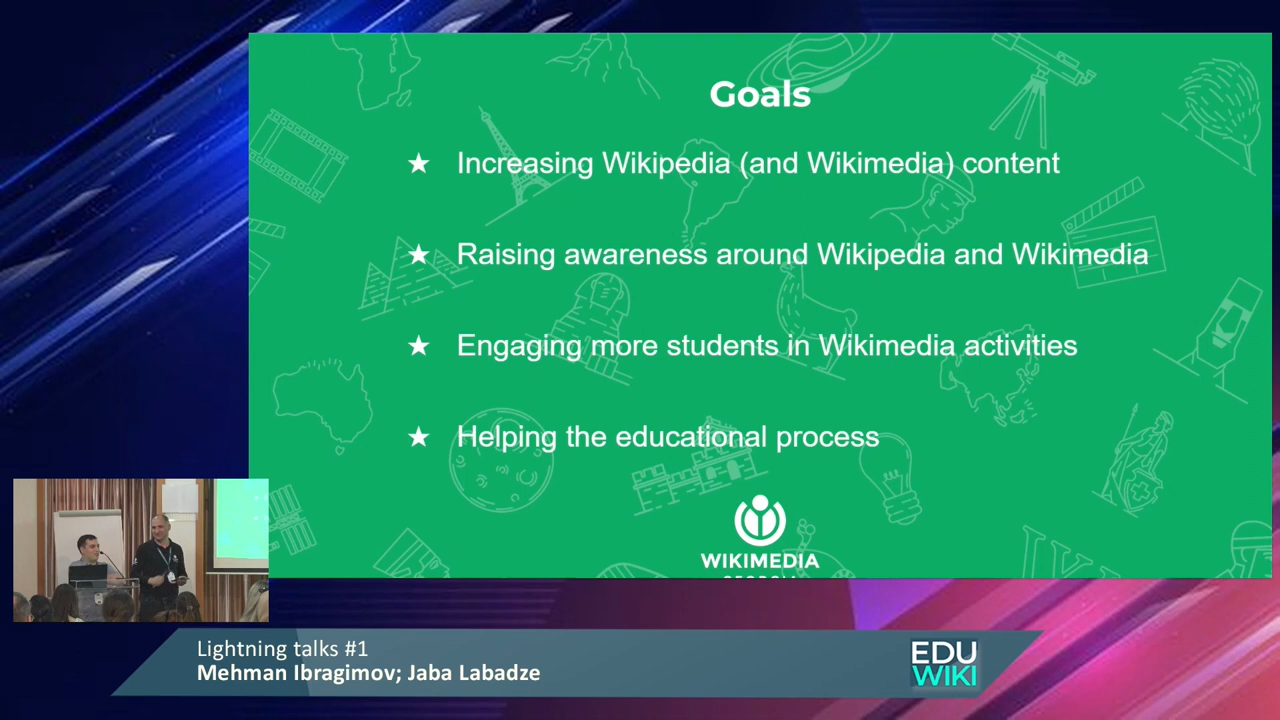 Goals
★ Increasing Wikipedia (and Wikimedia) content
★ Raising awareness around Wikipedia and Wikimedia
★ Engaging more students in Wikimedia activities
★ Helping the educational process
WIKIMEDIA
Lightning talks #1
Mehman Ibragimov; Jaba Labadze
EDU
WIKI